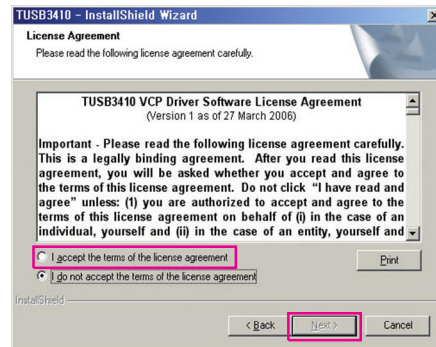 TUSB3410 - InstallShield Wizard
License Agreement
Please read the following license agreement carefully.
TUSB3410 VCP Driver Software License Agreement
(Version 1 as of 27 March 2006)
Important - Please read the following license agreement carefully.
This is a legally binding agreement. After you read this license
agreement, you will be asked whether you accept and agree to
the terms of this license agreement. Do not click “I have read and
agree” unless: (1) you are authorized to accept and agree to the
terms of this license agreement on behalf of (i) in the case of an
individual, yourself and (ii) in the case of an entity, yourself and
I accept the terms of the license agreement
Print
I do not accept the terms of the license agreement
InstallShield
< Back
Next >
Cancel